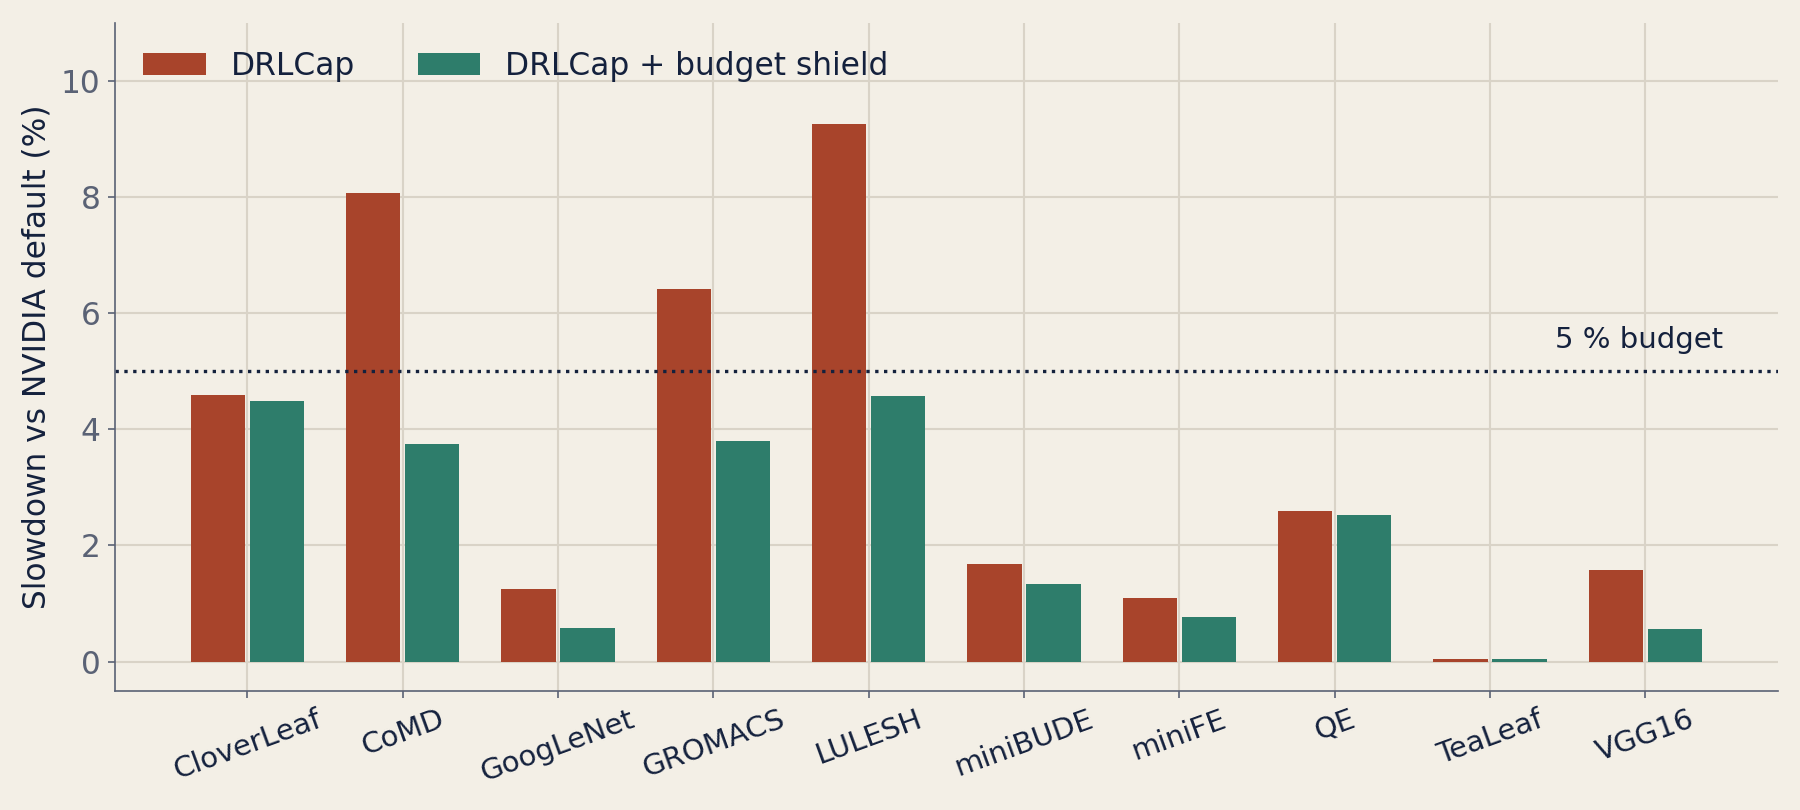 DRLCap
DRLCap + budget shield
Slowdown vs NVIDIA default (%)
10
8
6
4
2
0
5 % budget
CloverLeaf
CoMD
GoogLeNet
GROMACS
LULESH
miniBUDE
miniFE
QE
TeaLeaf
VGG16